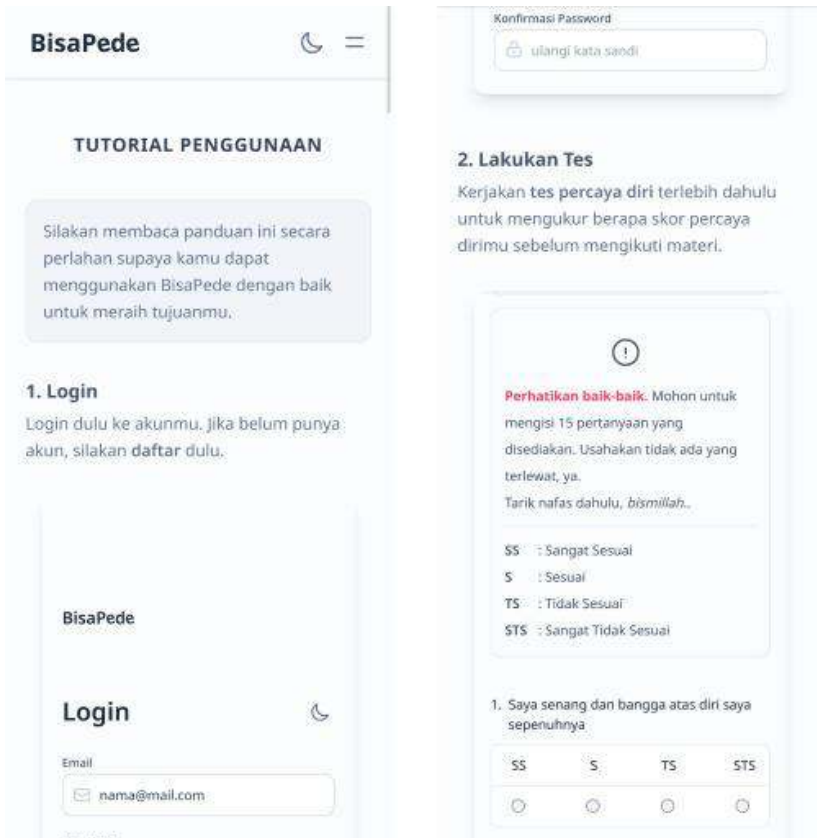 BisaPede
TUTORIAL PENGGUNAAN
Silakan membaca panduan ini secara
perlahan supaya kamu dapat
menggunakan BisaPede dengan baik
untuk meraih tujuanmu.
1. Login
Login dulu ke akunmu. Jika belum punya
akun, silakan daftar dulu.
BisaPede
Login
Email
nama@mail.com
Konfirmasi Password
ulangi kata sandi
2. Lakukan Tes
Kerjakan tes percaya diri terlebih dahulu
untuk mengukur berapa skor percaya
dirimu sebelum mengikuti materi.
Perhatikan baik-baik. Mohon untuk
mengisi 15 pertanyaan yang
disediakan. Usahakan tidak ada yang
terlewat, ya.
Tarik nafas dahulu, bismillah..
SS : Sangat Sesuai
S : Sesuai
TS : Tidak Sesuai
STS : Sangat Tidak Sesuai
1. Saya senang dan bangga atas diri saya
sepenuhnya
SS S TS STS